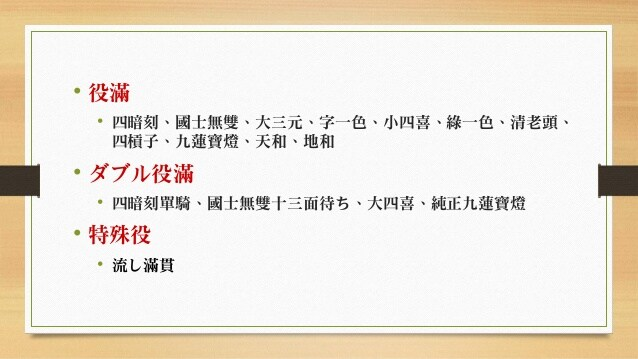 役滿
四暗刻、國士無雙、大三元、字一色、小四喜、綠一色、清老頭、
四槓子、九蓮寶燈、天和、地和
ダブル役滿
四暗刻單騎、國士無雙十三面待ち、大四喜、純正九蓮寶燈
特殊役
流し滿貫